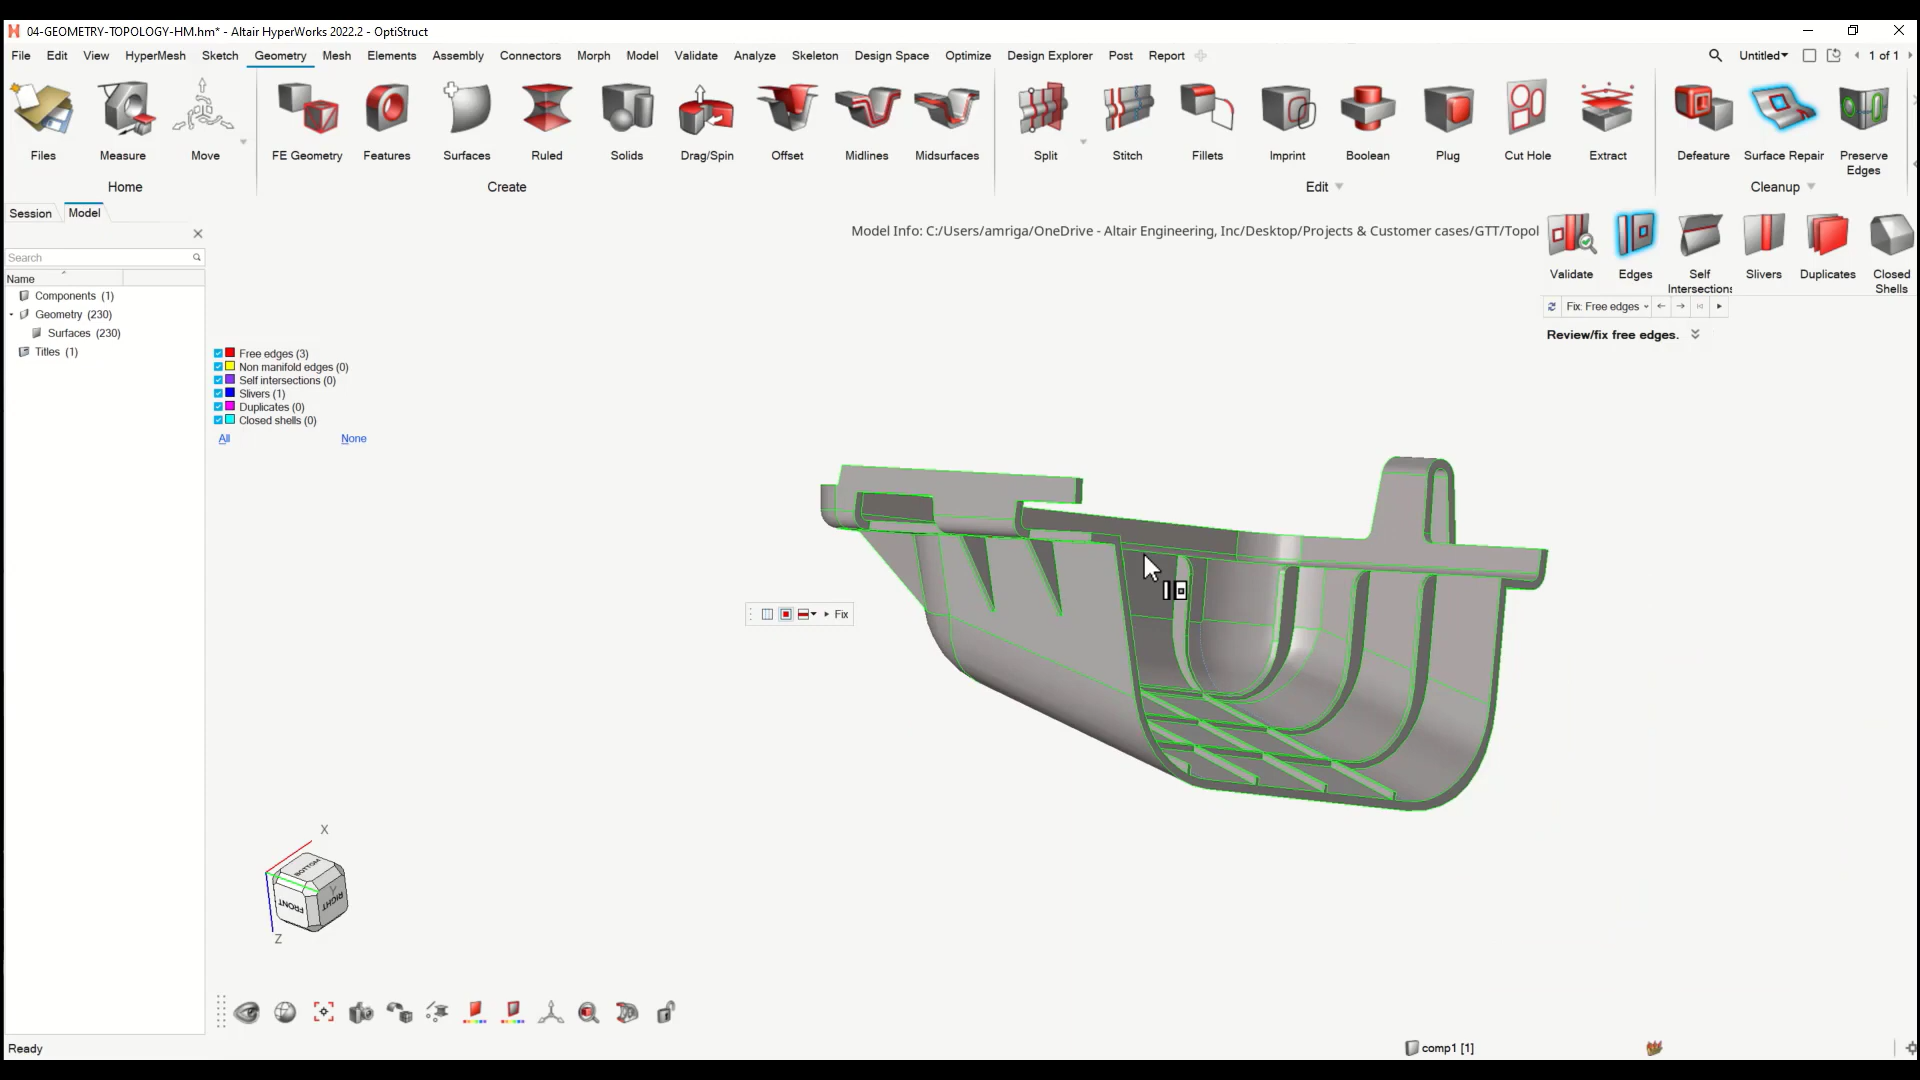 04-GEOMETRY-TOPOLOGY-HM.hm* - Altair HyperWorks 2022.2 - OptiStruct
File Edit View HyperMesh Sketch Geometry Mesh Elements Assembly Connectors Morph Model Validate Analyze Skeleton Design Space Optimize Design Explorer Post Report Untitled 1 of 1
Files Measure Move FE Geometry Features Surfaces Ruled Solids Drag/Spin Offset Midlines Midsurfaces Split Stitch Fillets Imprint Boolean Plug Cut Hole Extract Defeature Surface Repair Preserve
Edges
Home Create Edit Cleanup
Session Model
Model Info: C:/Users/amriga/OneDrive - Altair Engineering, Inc/Desktop/Projects & Customer cases/GTT/Topol
Search
Name
Components (1)
Geometry (230)
Surfaces (230)
Titles (1)
Validate Edges Self Slivers Duplicates Closed
Intersections Shells
Fix: Free edges
Review/fix free edges.
Free edges (3)
Non manifold edges (0)
Self intersections (0)
Slivers (1)
Duplicates (0)
Closed shells (0)
All None
Fix
X
BOTTOM
Y
FRONT
RIGHT
Z
Ready
comp1 [1]